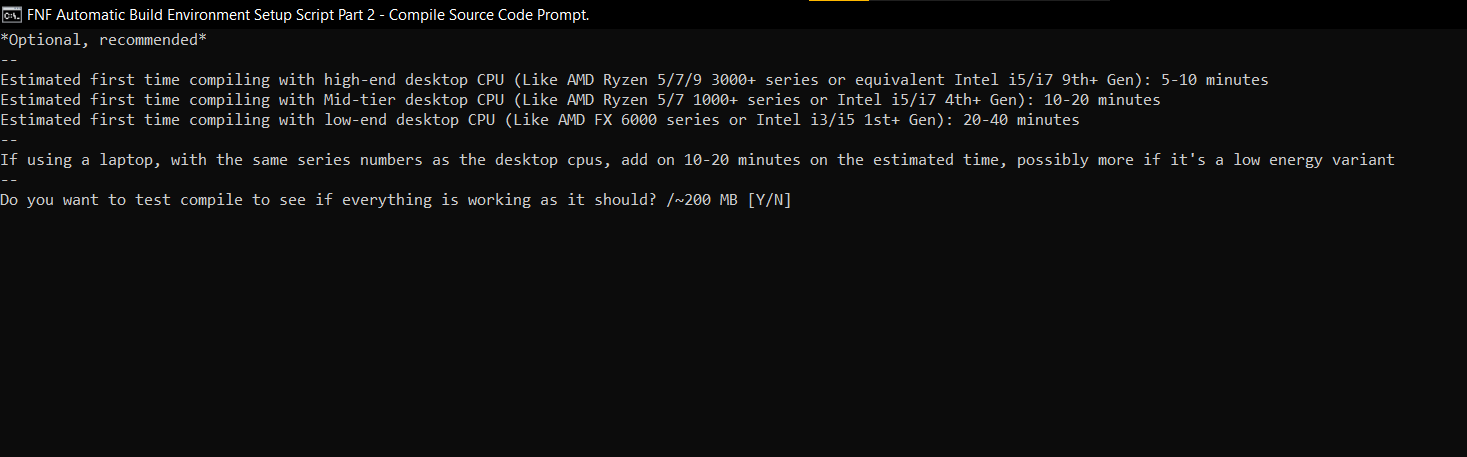 FNF Automatic Build Environment Setup Script Part 2 - Compile Source Code Prompt.
*Optional, recommended*
--
Estimated first time compiling with high-end desktop CPU (Like AMD Ryzen 5/7/9 3000+ series or equivalent Intel i5/i7 9th+ Gen): 5-10 minutes
Estimated first time compiling with Mid-tier desktop CPU (Like AMD Ryzen 5/7 1000+ series or Intel i5/i7 4th+ Gen): 10-20 minutes
Estimated first time compiling with low-end desktop CPU (Like AMD FX 6000 series or Intel i3/i5 1st+ Gen): 20-40 minutes
--
If using a laptop, with the same series numbers as the desktop cpus, add on 10-20 minutes on the estimated time, possibly more if it's a low energy variant
--
Do you want to test compile to see if everything is working as it should? /~200 MB [Y/N]